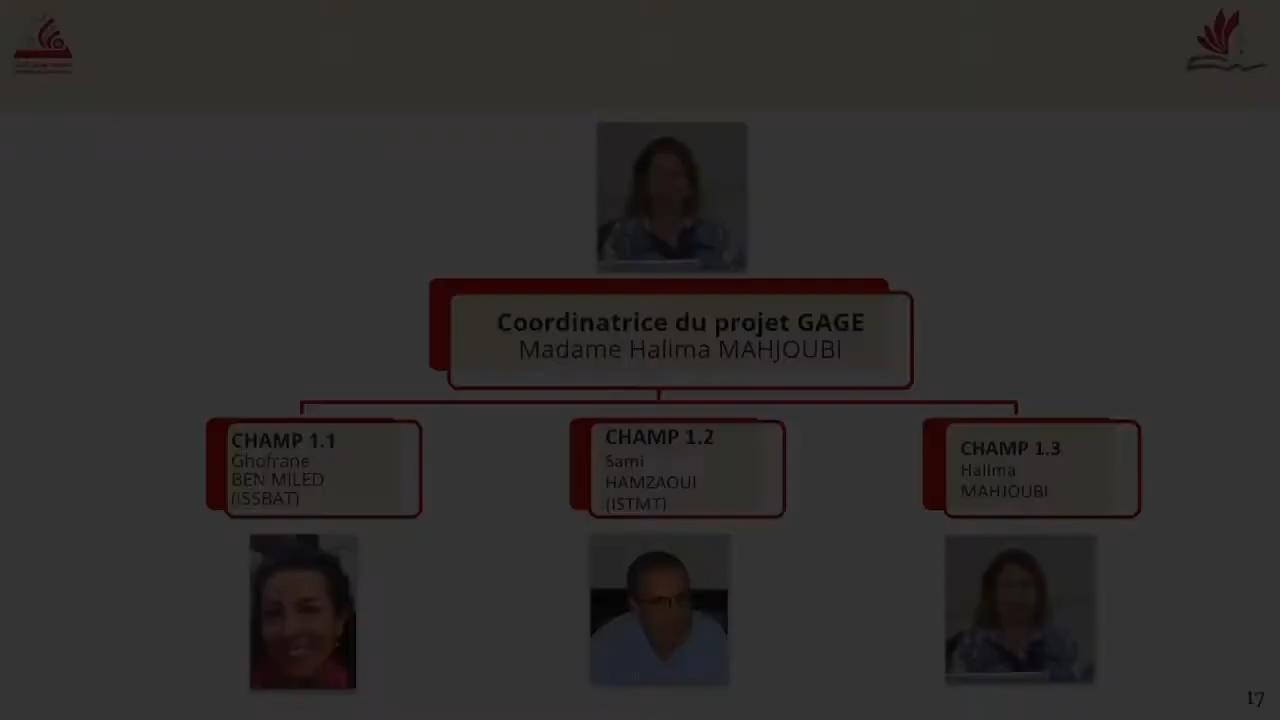 Coordinatrice du projet GAGE
Madame Halima MAHJOUBI
CHAMP 1.1
Ghofrane
BEN MILED
(ISSBAT)
CHAMP 1.2
Sami
HAMZAOUI
(ISTMT)
CHAMP 1.3
Halima
MAHJOUBI
17